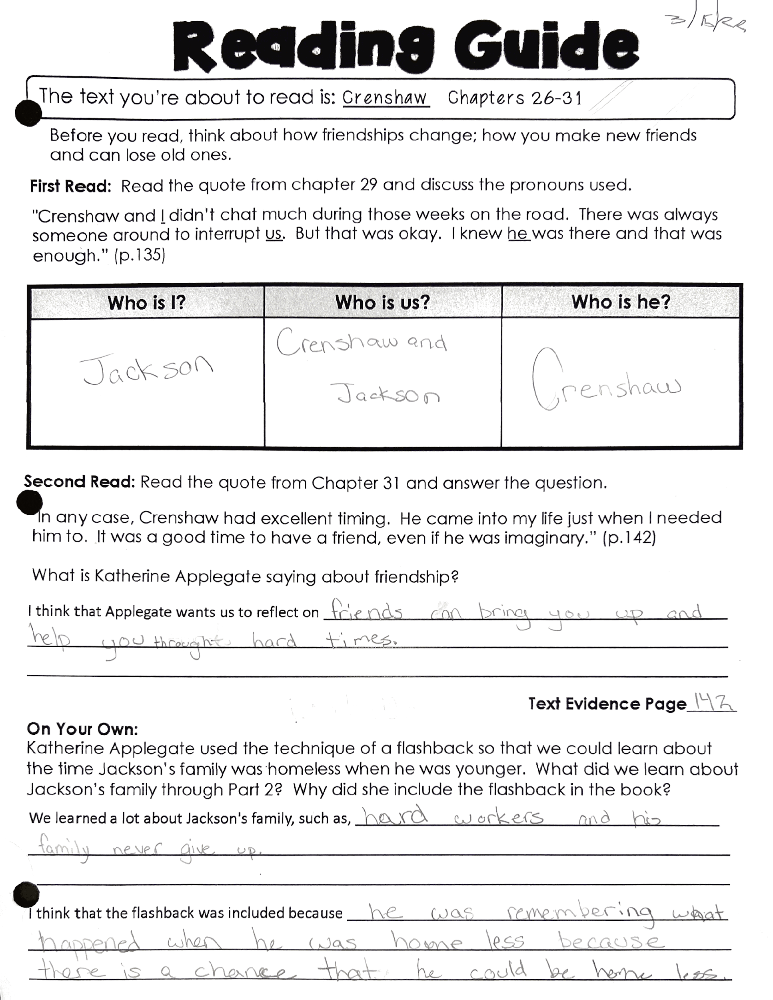 3/5/22
Reading Guide
The text you're about to read is: Crenshaw Chapters 26-31
Before you read, think about how friendships change; how you make new friends
and can lose old ones.
First Read: Read the quote from chapter 29 and discuss the pronouns used.
"Crenshaw and I didn't chat much during those weeks on the road. There was always
someone around to interrupt us. But that was okay. I knew he was there and that was
enough." (p.135)
Who is I? Who is us? Who is he?
Jackson
Crenshaw and
Jackson
Crenshaw
Second Read: Read the quote from Chapter 31 and answer the question.
In any case, Crenshaw had excellent timing. He came into my life just when I needed
him to. It was a good time to have a friend, even if he was imaginary." (p.142)
What is Katherine Applegate saying about friendship?
I think that Applegate wants us to reflect on friends can bring you up and
help you throught hard times.
Text Evidence Page 142
On Your Own:
Katherine Applegate used the technique of a flashback so that we could learn about
the time Jackson's family was homeless when he was younger. What did we learn about
Jackson's family through Part 2? Why did she include the flashback in the book?
We learned a lot about Jackson's family, such as, hard workers and his
family never give up.
I think that the flashback was included because he was remembering what
happened when he was home less because
there is a chance that he could be home less.